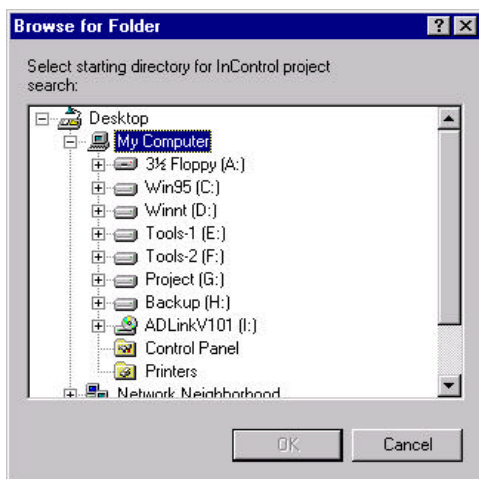 Browse for Folder
Select starting directory for InControl project
search:
Desktop
My Computer
3½ Floppy (A:)
Win95 (C:)
Winnt (D:)
Tools-1 (E:)
Tools-2 (F:)
Project (G:)
Backup (H:)
ADLinkV101 (I:)
Control Panel
Printers
Network Neighborhood
OK
Cancel